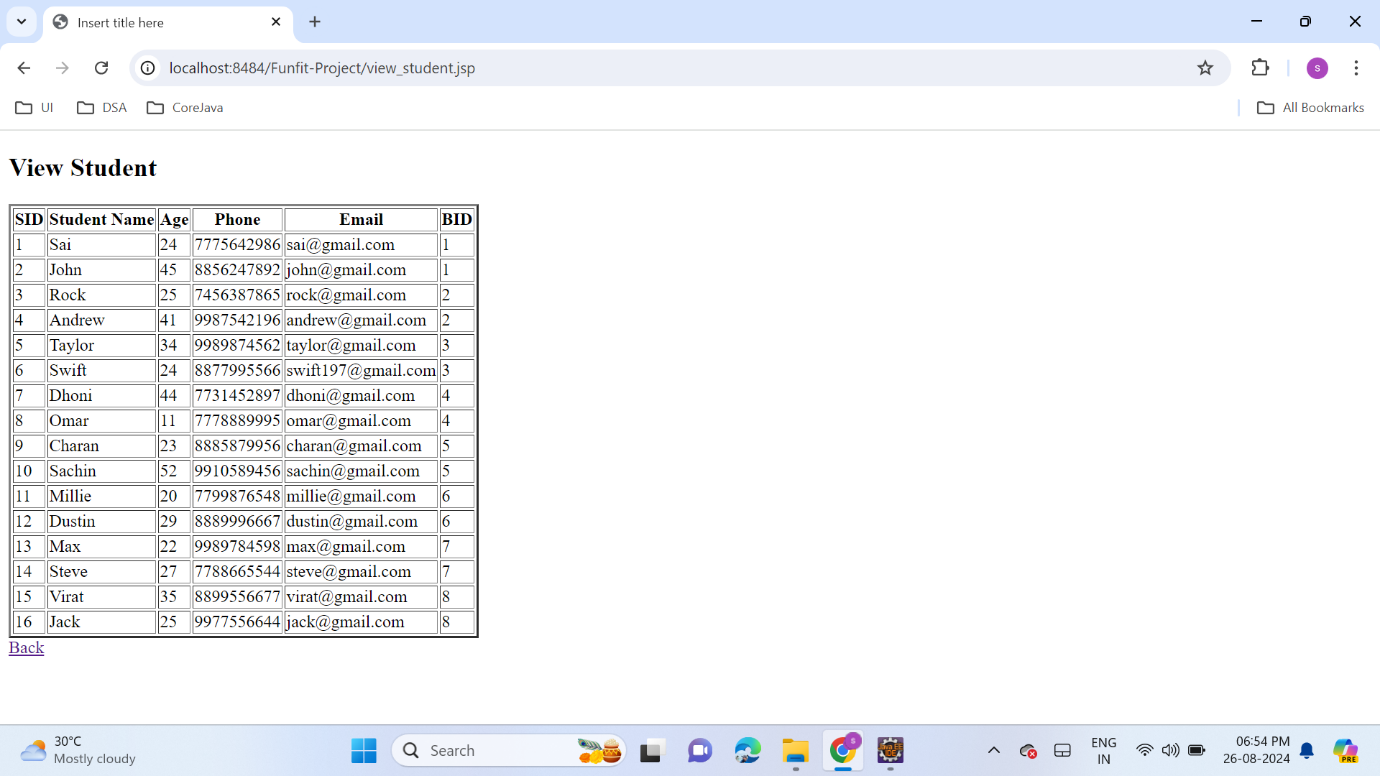 Insert title here
localhost:8484/Funfit-Project/view_student.jsp
S
UI DSA CoreJava All Bookmarks
View Student
SID Student Name Age Phone Email BID
1 Sai 24 7775642986 sai@gmail.com 1
2 John 45 8856247892 john@gmail.com 1
3 Rock 25 7456387865 rock@gmail.com 2
4 Andrew 41 9987542196 andrew@gmail.com 2
5 Taylor 34 9989874562 taylor@gmail.com 3
6 Swift 24 8877995566 swift197@gmail.com 3
7 Dhoni 44 7731452897 dhoni@gmail.com 4
8 Omar 11 7778889995 omar@gmail.com 4
9 Charan 23 8885879956 charan@gmail.com 5
10 Sachin 52 9910589456 sachin@gmail.com 5
11 Millie 20 7799876548 millie@gmail.com 6
12 Dustin 29 8889996667 dustin@gmail.com 6
13 Max 22 9989784598 max@gmail.com 7
14 Steve 27 7788665544 steve@gmail.com 7
15 Virat 35 8899556677 virat@gmail.com 8
16 Jack 25 9977556644 jack@gmail.com 8
Back
30°C
Mostly cloudy
Search
S
Java EE
IDE
ENG
IN
06:54 PM
26-08-2024
PRE